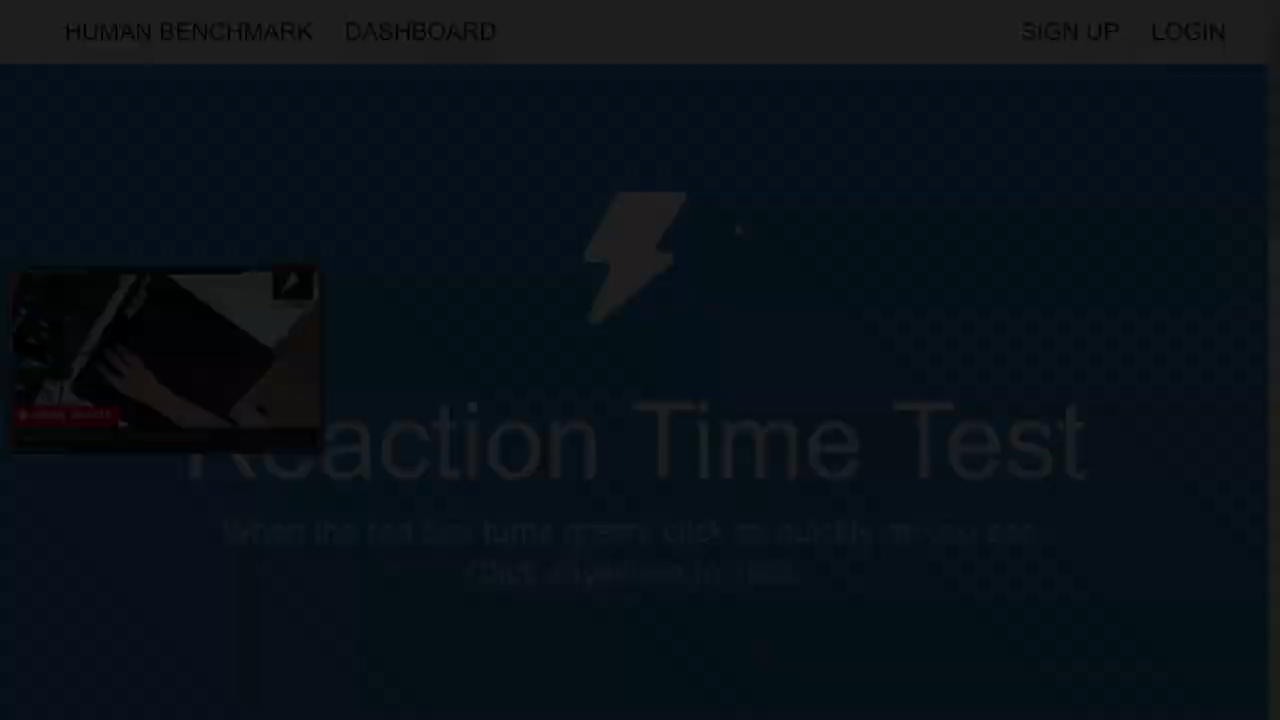 HUMAN BENCHMARK DASHBOARD SIGN UP LOGIN
Reaction Time Test
When the red box turns green, click as quickly as you can.
Click anywhere to start.